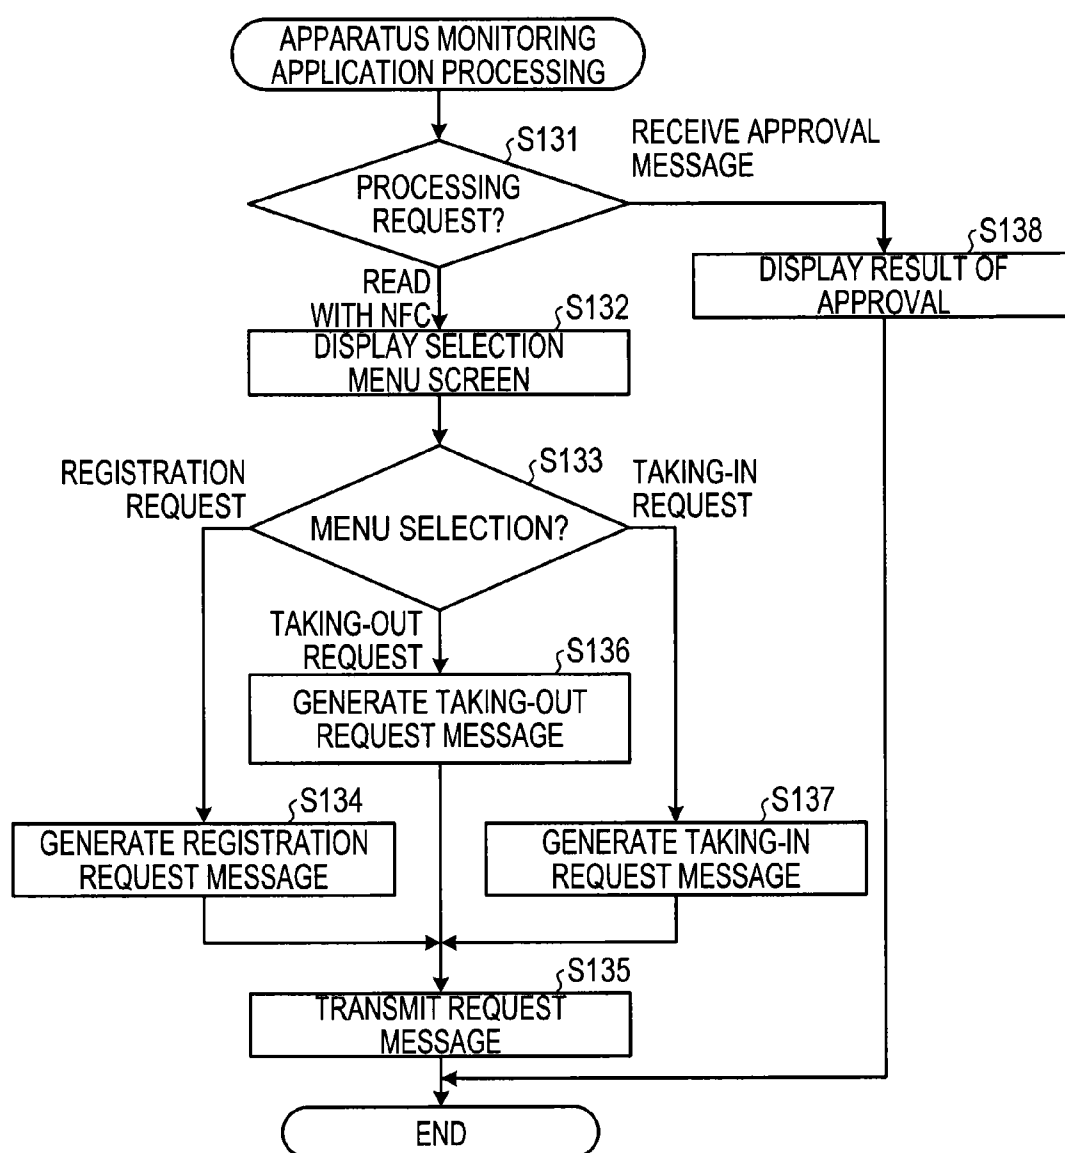 APPARATUS MONITORING
APPLICATION PROCESSING
S131
RECEIVE APPROVAL
MESSAGE
PROCESSING
REQUEST?
S138
DISPLAY RESULT OF
APPROVAL
READ
WITH NFC
S132
DISPLAY SELECTION
MENU SCREEN
REGISTRATION
REQUEST
S133
TAKING-IN
REQUEST
MENU SELECTION?
TAKING-OUT
REQUEST
S136
GENERATE TAKING-OUT
REQUEST MESSAGE
S134
GENERATE REGISTRATION
REQUEST MESSAGE
S137
GENERATE TAKING-IN
REQUEST MESSAGE
S135
TRANSMIT REQUEST
MESSAGE
END